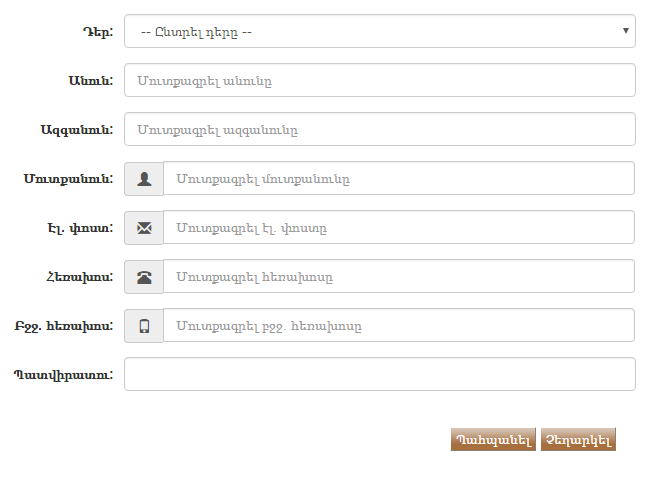 Դեր: -- Ընտրել դերը --
Անուն: Մուտքագրել անունը
Ազգանուն: Մուտքագրել ազգանունը
Մուտքանուն: Մուտքագրել մուտքանունը
Էլ. փոստ: Մուտքագրել էլ. փոստը
Հեռախոս: Մուտքագրել հեռախոսը
Բջջ. հեռախոս: Մուտքագրել բջջ. հեռախոսը
Պատվիրատու:
Պահպանել Չեղարկել